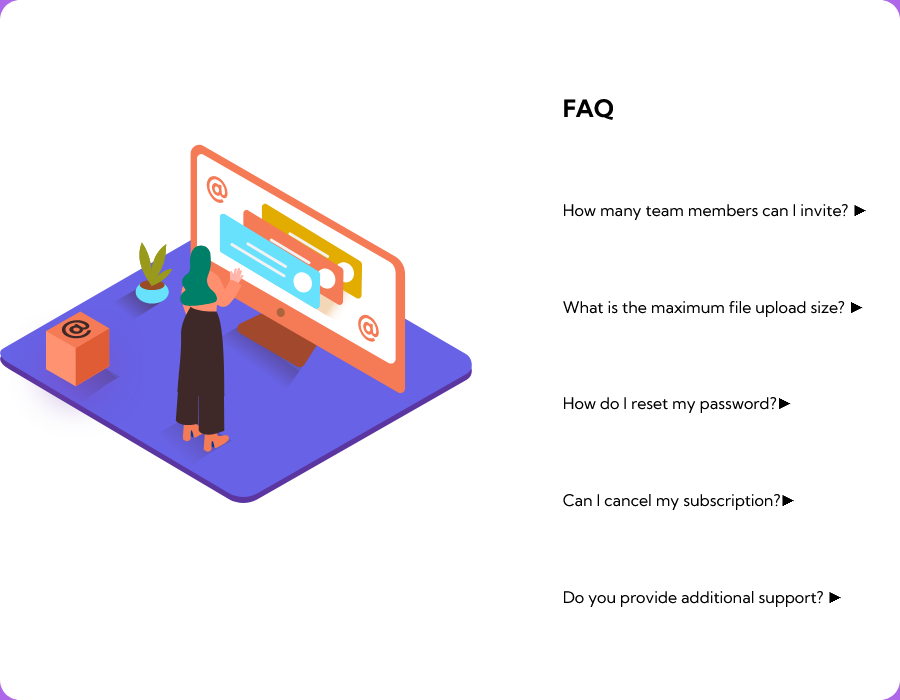 @
@
@
FAQ
How many team members can I invite? ▶
What is the maximum file upload size? ▶
How do I reset my password?▶
Can I cancel my subscription?▶
Do you provide additional support? ▶